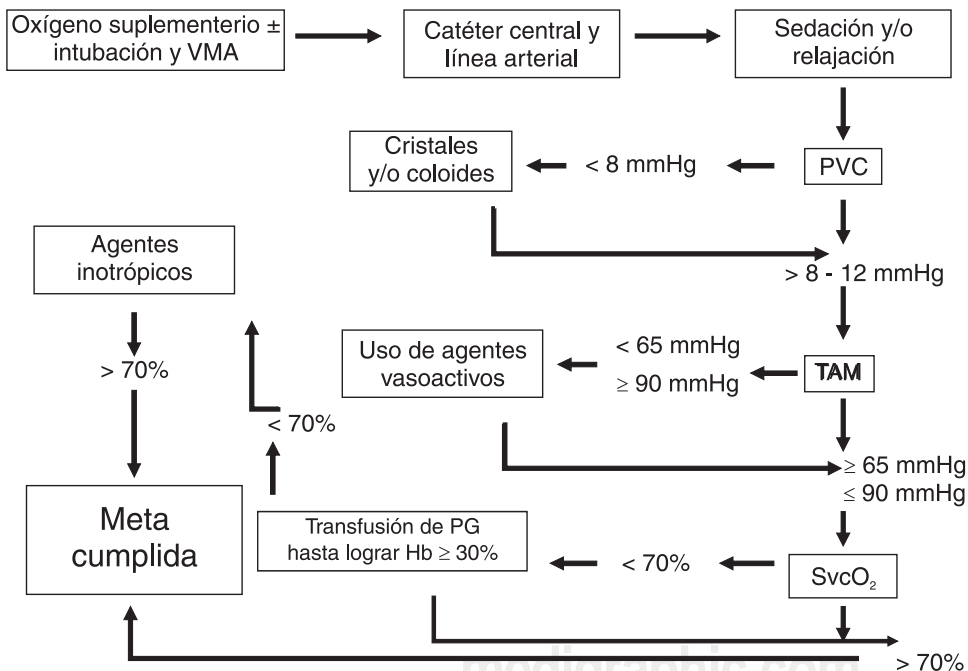 Oxígeno suplementerio ±
intubación y VMA
Catéter central y
línea arterial
Sedación y/o
relajación
Cristales
y/o coloides
< 8 mmHg
PVC
Agentes
inotrópicos
> 8 - 12 mmHg
> 70%
Uso de agentes
vasoactivos
< 65 mmHg
≥ 90 mmHg
TAM
< 70%
≥ 65 mmHg
≤ 90 mmHg
Meta
cumplida
Transfusión de PG
hasta lograr Hb ≥ 30%
< 70%
SvcO₂
> 70%
medigraphic.com